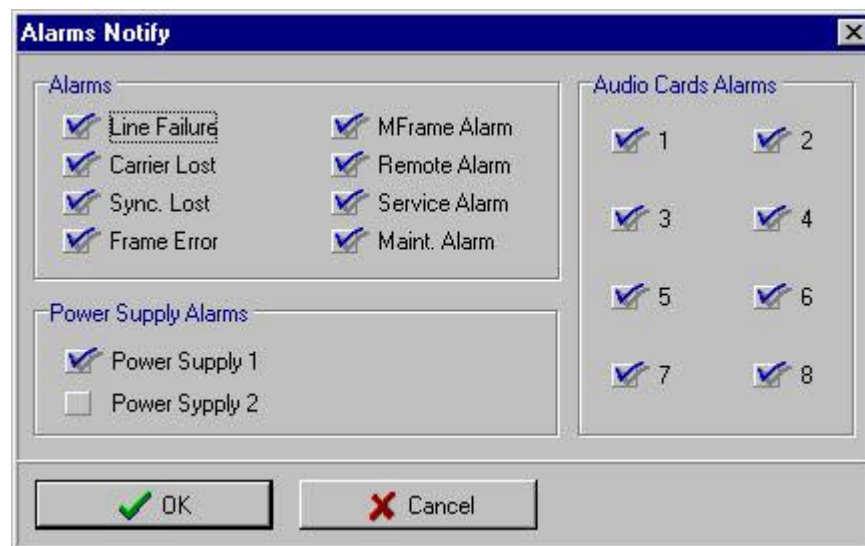 Alarms Notify
Alarms
Line Failure
Carrier Lost
Sync. Lost
Frame Error
MFrame Alarm
Remote Alarm
Service Alarm
Maint. Alarm
Power Supply Alarms
Power Supply 1
Power Sypply 2
Audio Cards Alarms
1 2
3 4
5 6
7 8
OK Cancel